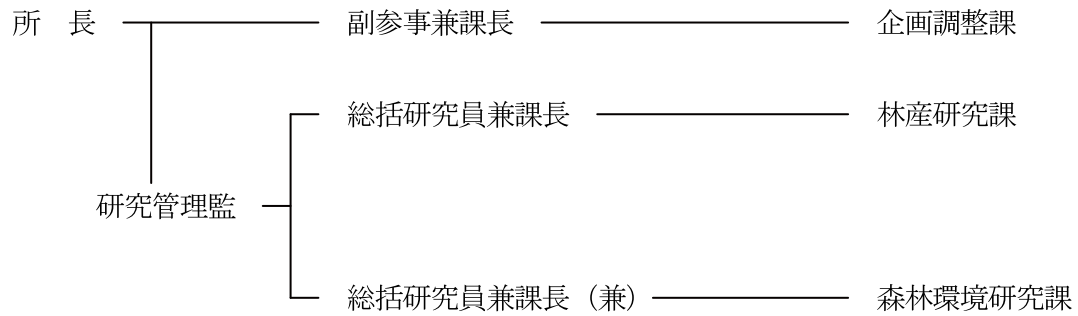 所　長　副参事兼課長　企画調整課
総括研究員兼課長　林産研究課
研究管理監
総括研究員兼課長（兼）　森林環境研究課